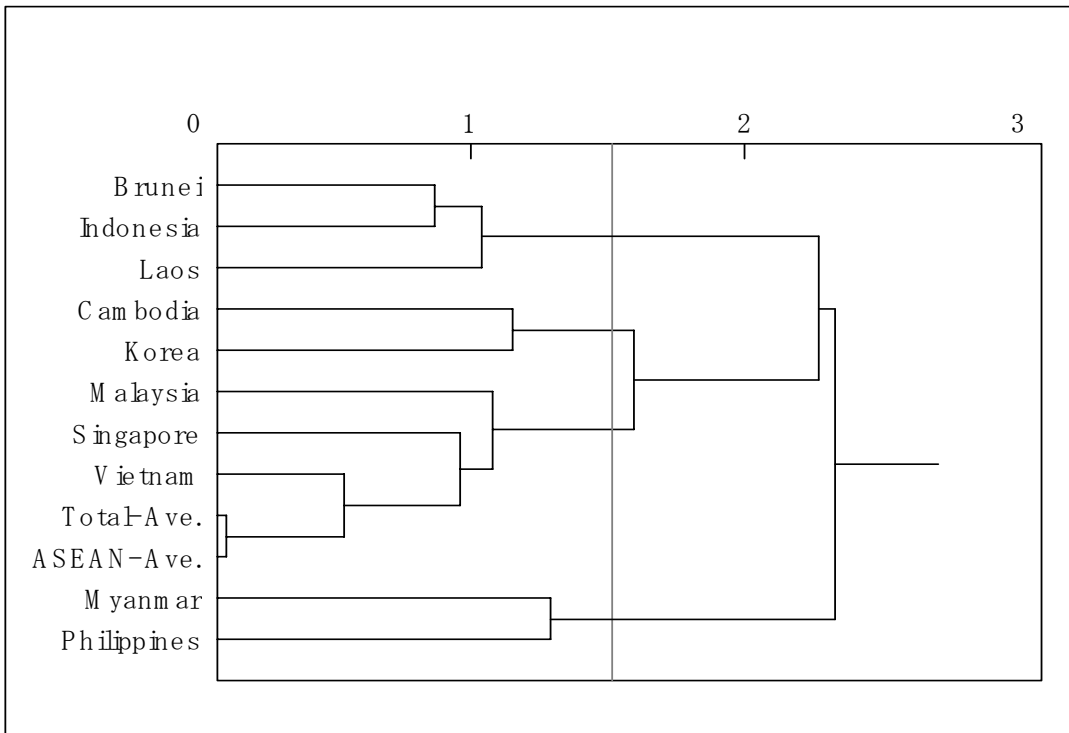 0 1 2 3
Brunei
Indonesia
Laos
Cambodia
Korea
Malaysia
Singapore
Vietnam
Total-Ave.
ASEAN-Ave.
Myanmar
Philippines